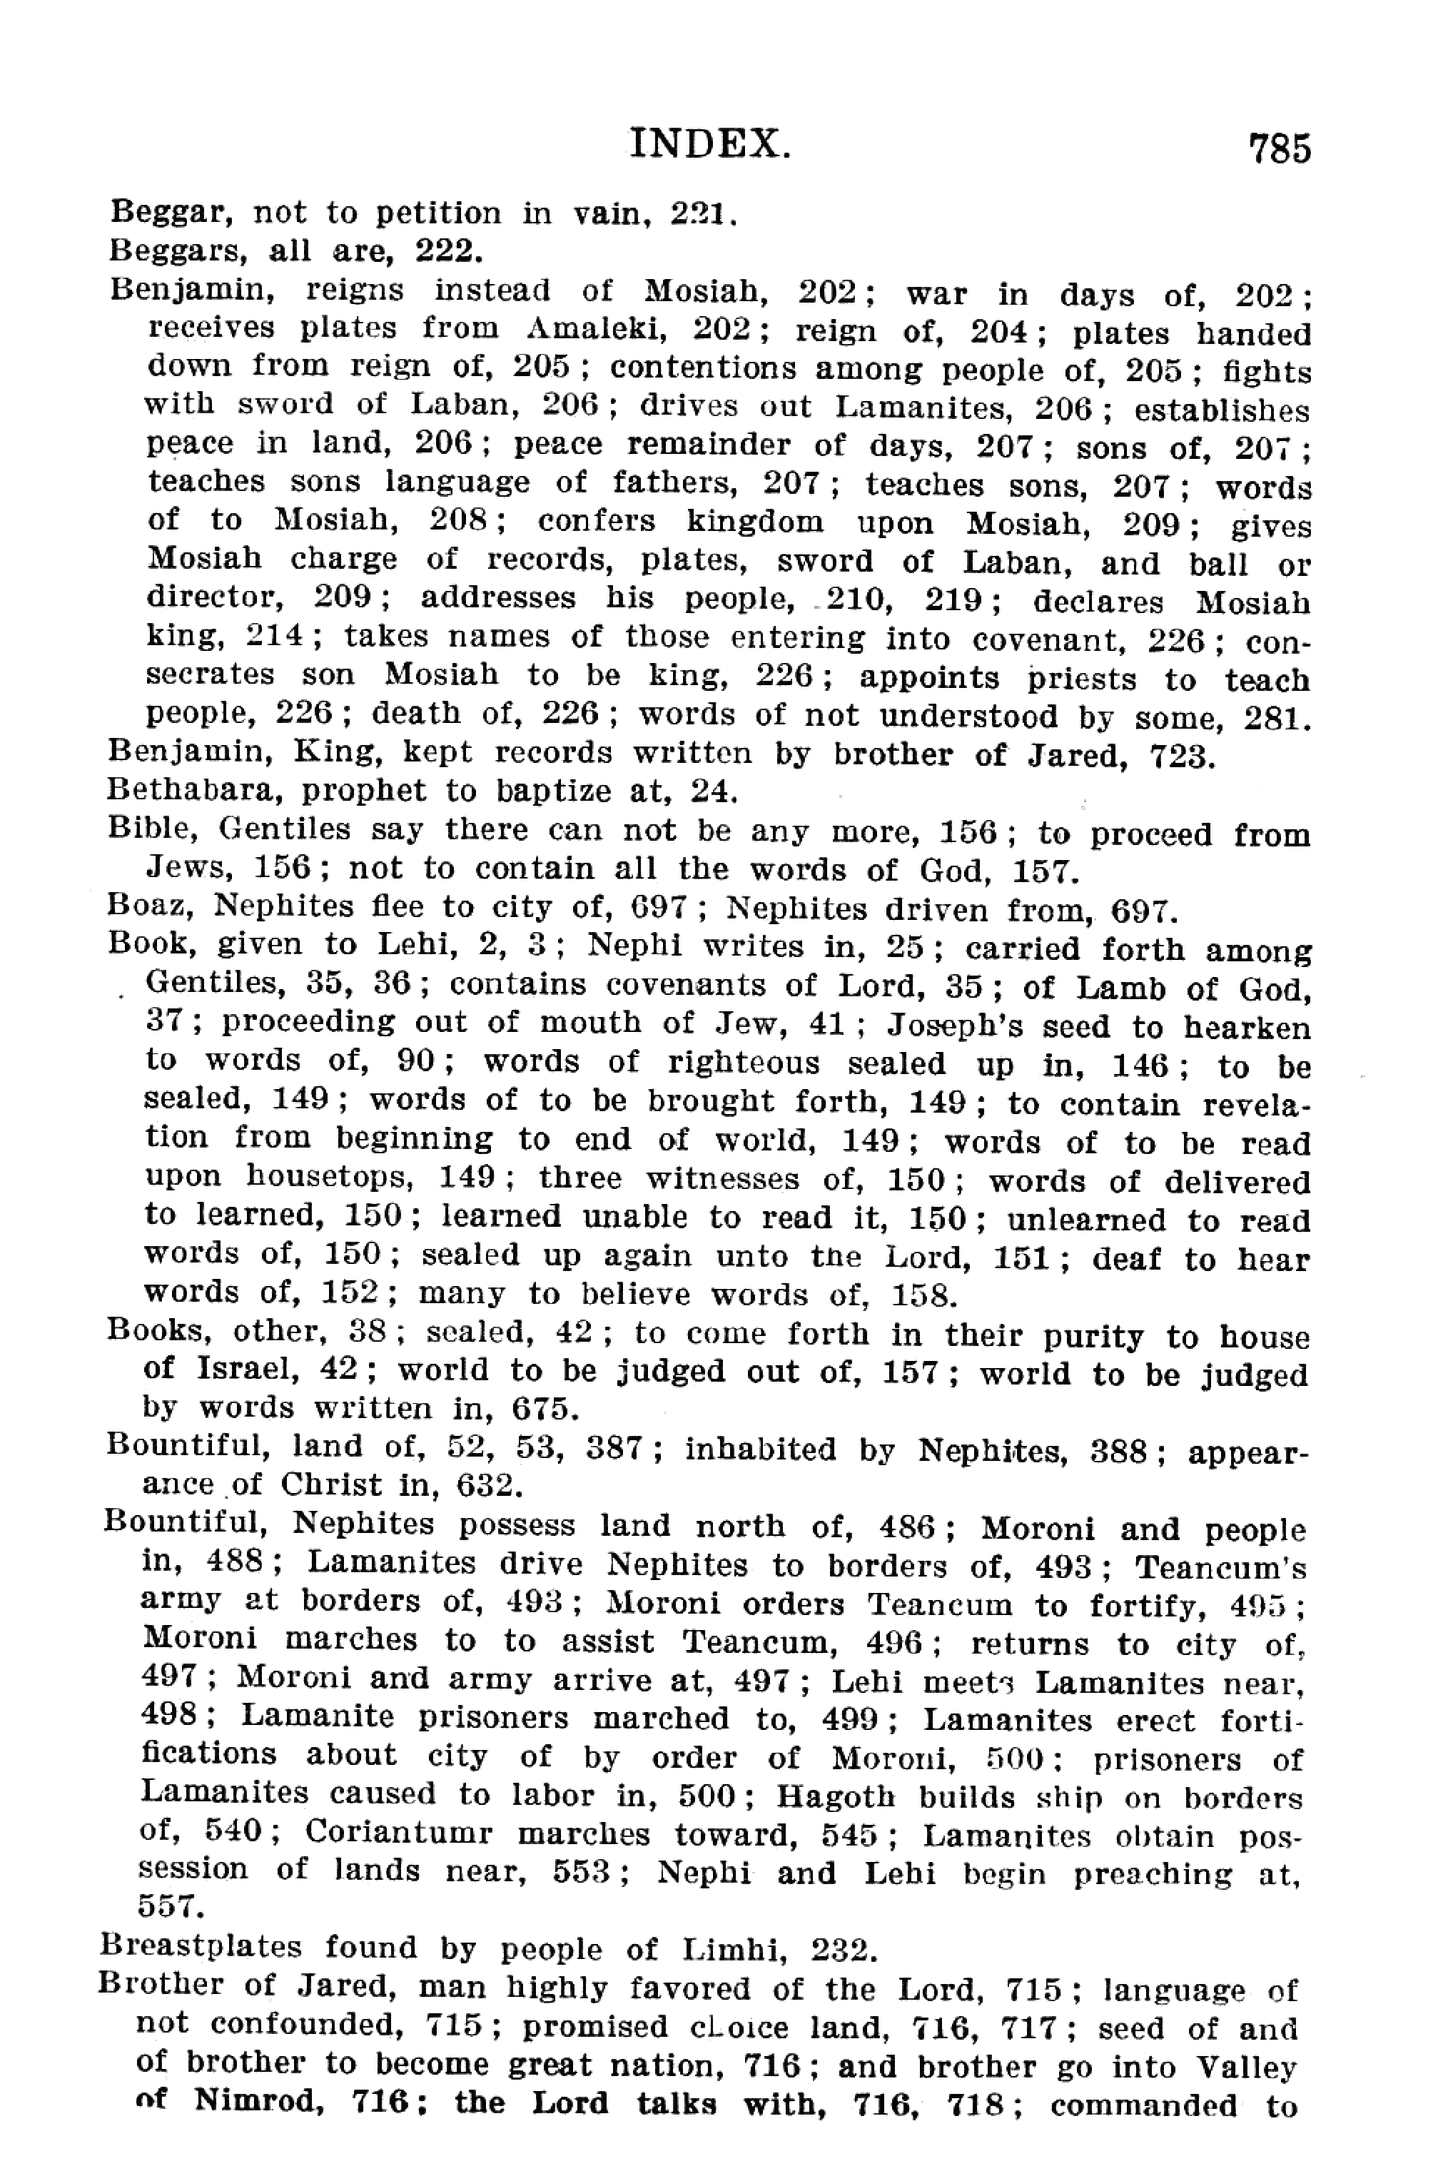 INDEX. 785
Beggar, not to petition in vain, 221.
Beggars, all are, 222.
Benjamin, reigns instead of Mosiah, 202; war in days of, 202;
receives plates from Amaleki, 202; reign of, 204; plates handed
down from reign of, 205; contentions among people of, 205; fights
with sword of Laban, 206; drives out Lamanites, 206; establishes
peace in land, 206; peace remainder of days, 207; sons of, 207;
teaches sons language of fathers, 207; teaches sons, 207; words
of to Mosiah, 208; confers kingdom upon Mosiah, 209; gives
Mosiah charge of records, plates, sword of Laban, and ball or
director, 209; addresses his people, 210, 219; declares Mosiah
king, 214; takes names of those entering into covenant, 226; con-
secrates son Mosiah to be king, 226; appoints priests to teach
people, 226; death of, 226; words of not understood by some, 281.
Benjamin, King, kept records written by brother of Jared, 723.
Bethabara, prophet to baptize at, 24.
Bible, Gentiles say there can not be any more, 156; to proceed from
Jews, 156; not to contain all the words of God, 157.
Boaz, Nephites flee to city of, 697; Nephites driven from, 697.
Book, given to Lehi, 2, 3; Nephi writes in, 25; carried forth among
Gentiles, 35, 36; contains covenants of Lord, 35; of Lamb of God,
37; proceeding out of mouth of Jew, 41; Joseph's seed to hearken
to words of, 90; words of righteous sealed up in, 146; to be
sealed, 149; words of to be brought forth, 149; to contain revela-
tion from beginning to end of world, 149; words of to be read
upon housetops, 149; three witnesses of, 150; words of delivered
to learned, 150; learned unable to read it, 150; unlearned to read
words of, 150; sealed up again unto the Lord, 151; deaf to hear
words of, 152; many to believe words of, 158.
Books, other, 38; sealed, 42; to come forth in their purity to house
of Israel, 42; world to be judged out of, 157; world to be judged
by words written in, 675.
Bountiful, land of, 52, 53, 387; inhabited by Nephites, 388; appear-
ance of Christ in, 632.
Bountiful, Nephites possess land north of, 486; Moroni and people
in, 488; Lamanites drive Nephites to borders of, 493; Teancum's
army at borders of, 493; Moroni orders Teancum to fortify, 495;
Moroni marches to to assist Teancum, 496; returns to city of,
497; Moroni and army arrive at, 497; Lehi meets Lamanites near,
498; Lamanite prisoners marched to, 499; Lamanites erect forti-
fications about city of by order of Moroni, 500; prisoners of
Lamanites caused to labor in, 500; Hagoth builds ship on borders
of, 540; Coriantumr marches toward, 545; Lamanites obtain pos-
session of lands near, 553; Nephi and Lehi begin preaching at,
557.
Breastplates found by people of Limhi, 232.
Brother of Jared, man highly favored of the Lord, 715; language of
not confounded, 715; promised choice land, 716, 717; seed of and
of brother to become great nation, 716; and brother go into Valley
of Nimrod, 716; the Lord talks with, 716, 718; commanded to